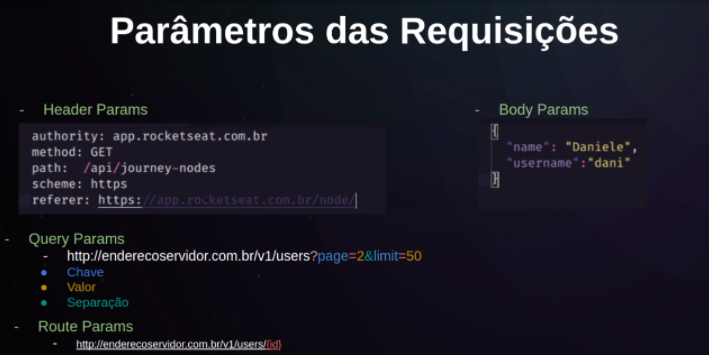 Parâmetros das Requisições
- Header Params
authority: app.rocketseat.com.br
method: GET
path: /api/journey-nodes
scheme: https
referer: https://app.rocketseat.com.br/node/
- Body Params
{
"name": "Daniele",
"username":"dani"
}
- Query Params
- http://enderecoservidor.com.br/v1/users?page=2&limit=50
● Chave
● Valor
● Separação
- Route Params
- http://enderecoservidor.com.br/v1/users/{id}